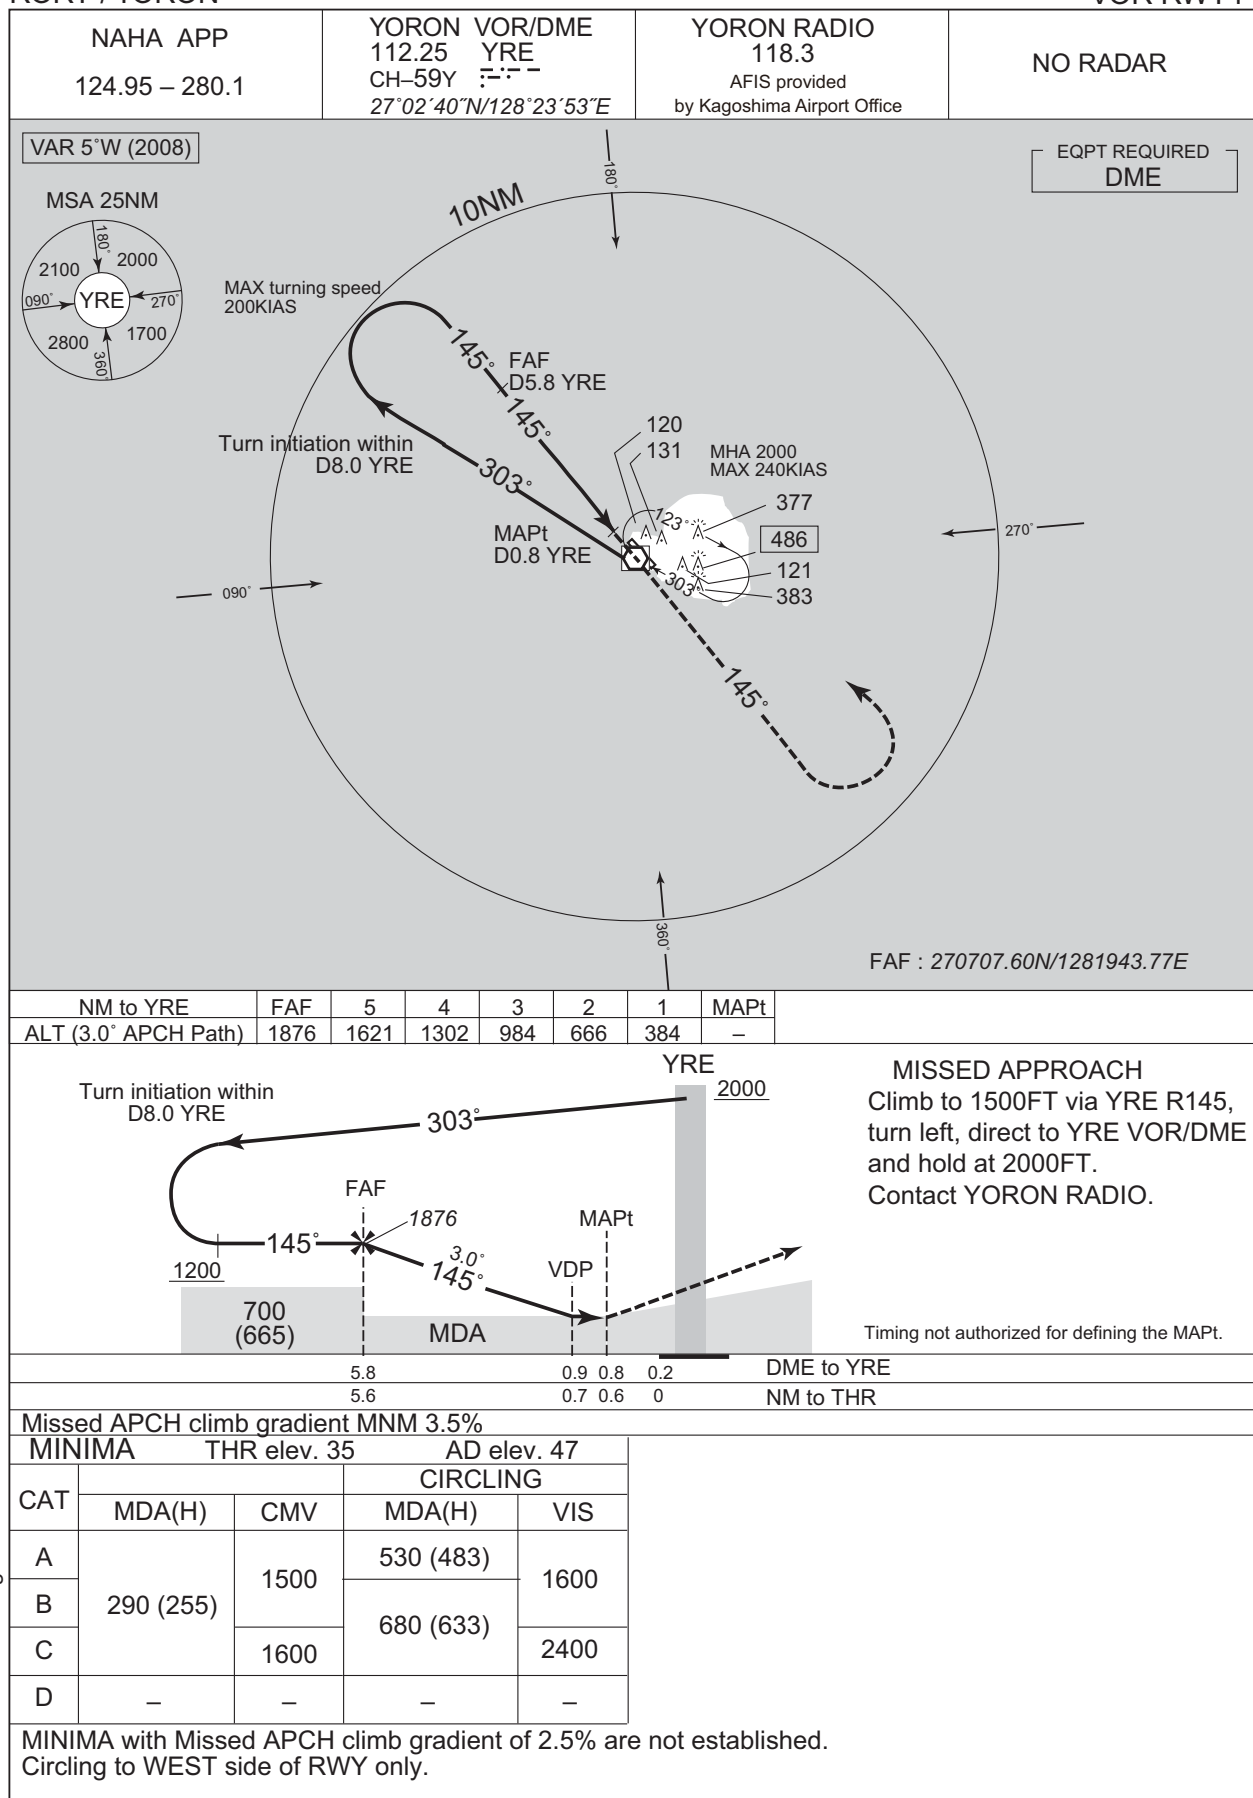 NAHA APP
124.95 – 280.1
YORON VOR/DME
112.25 YRE
CH–59Y
27°02´40˝N/128°23´53˝E
YORON RADIO
118.3
AFIS provided
by Kagoshima Airport Office
NO RADAR
VAR 5°W (2008)
EQPT REQUIRED
DME
MSA 25NM
180°
2100
2000
090°
YRE
270°
2800
1700
360°
180°
10NM
MAX turning speed
200KIAS
145°
FAF
D5.8 YRE
145°
Turn initiation within
D8.0 YRE
303°
120
131
MHA 2000
MAX 240KIAS
377
123°
MAPt
D0.8 YRE
486
121
303°
383
270°
090°
145°
360°
FAF : 270707.60N/1281943.77E
NM to YRE FAF 5 4 3 2 1 MAPt
ALT (3.0° APCH Path) 1876 1621 1302 984 666 384 –
YRE
2000
Turn initiation within
D8.0 YRE
303°
FAF
1876
MAPt
145°
3.0°
145°
VDP
1200
700
(665)
MDA
MISSED APPROACH
Climb to 1500FT via YRE R145,
turn left, direct to YRE VOR/DME
and hold at 2000FT.
Contact YORON RADIO.
Timing not authorized for defining the MAPt.
5.8 0.9 0.8 0.2 DME to YRE
5.6 0.7 0.6 0 NM to THR
Missed APCH climb gradient MNM 3.5%
MINIMA THR elev. 35 AD elev. 47
CIRCLING
CAT MDA(H) CMV MDA(H) VIS
A 530 (483)
1500 1600
B 290 (255)
680 (633)
C 1600 2400
D – – – –
MINIMA with Missed APCH climb gradient of 2.5% are not established.
Circling to WEST side of RWY only.